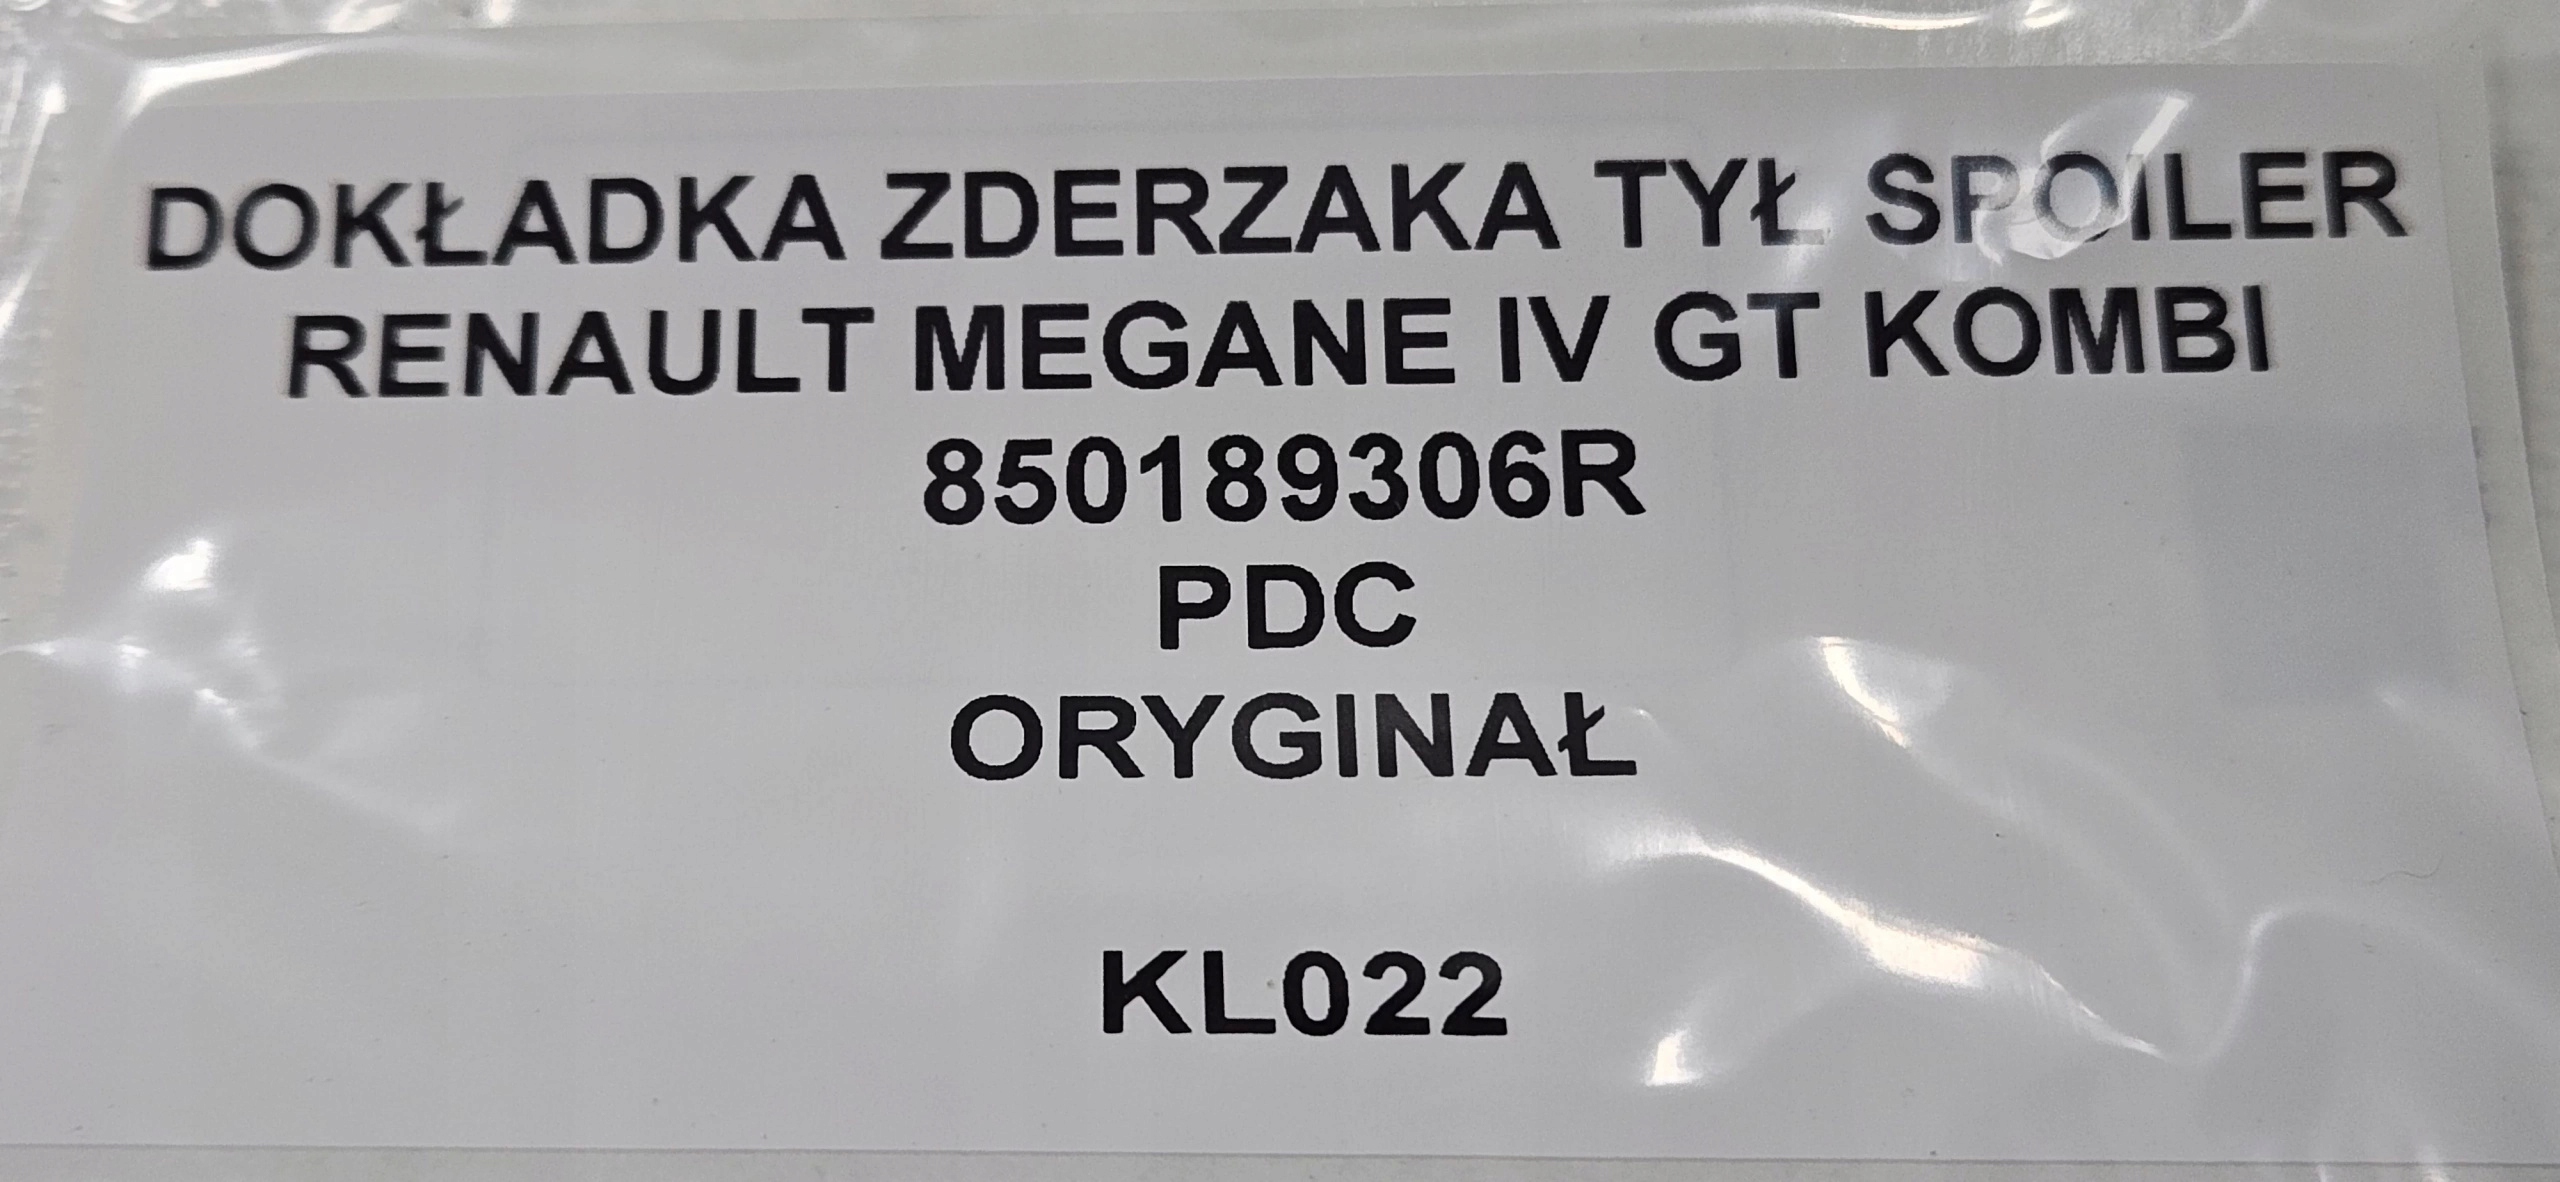 DOKŁADKA ZDERZAKA TYŁ SPOILER
RENAULT MEGANE IV GT KOMBI
850189306R
PDC
ORYGINAŁ
KL022